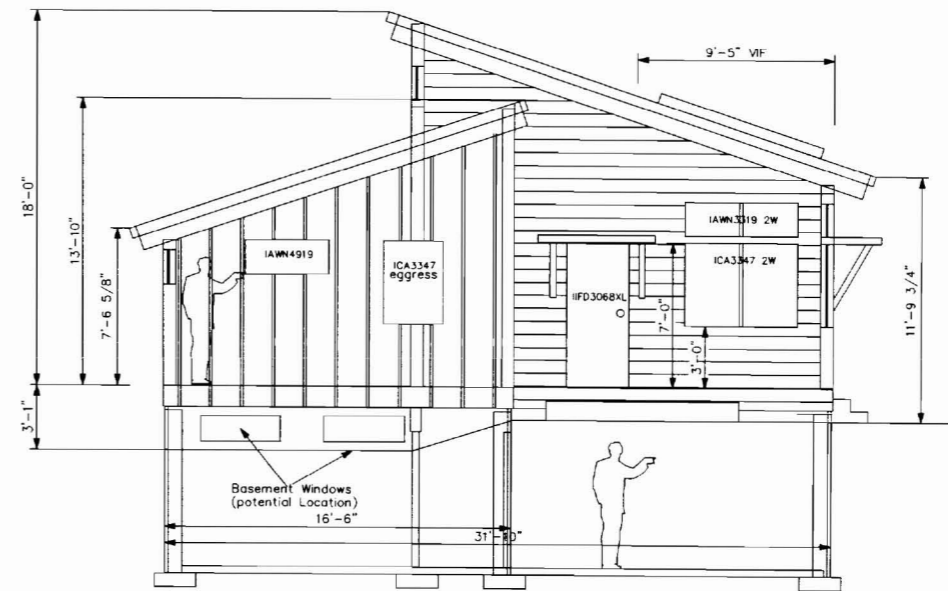 9'-5" VIF
18'-0"
13'-10"
7'-6 5/8"
3'-1"
IAWN4919
ICA3347
eggress
IIFD3068XL
7'-0"
3'-0"
IAWN3319 2W
ICA3347 2W
11'-9 3/4"
Basement Windows
(potential Location)
16'-6"
31'-10"